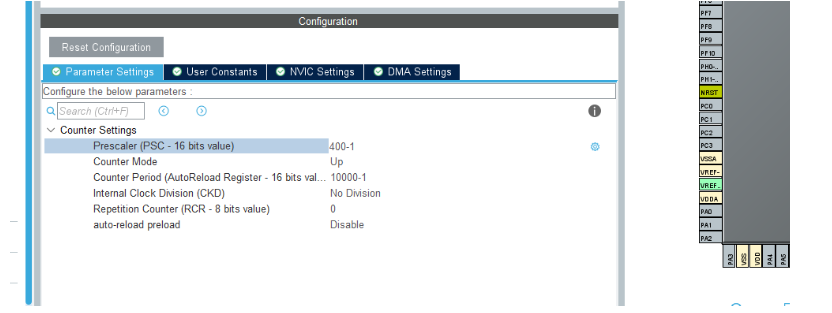 Configuration
Reset Configuration
Parameter Settings User Constants NVIC Settings DMA Settings
Configure the below parameters :
Search (Ctrl+F)
Counter Settings
Prescaler (PSC - 16 bits value) 400-1
Counter Mode Up
Counter Period (AutoReload Register - 16 bits val... 10000-1
Internal Clock Division (CKD) No Division
Repetition Counter (RCR - 8 bits value) 0
auto-reload preload Disable
PF7
PF8
PF9
PF10
PH0-..
PH1-..
NRST
PC0
PC1
PC2
PC3
VSSA
VREF-
VREF..
VDDA
PA0
PA1
PA2
PA3
VSS
VDD
PA4
PA5